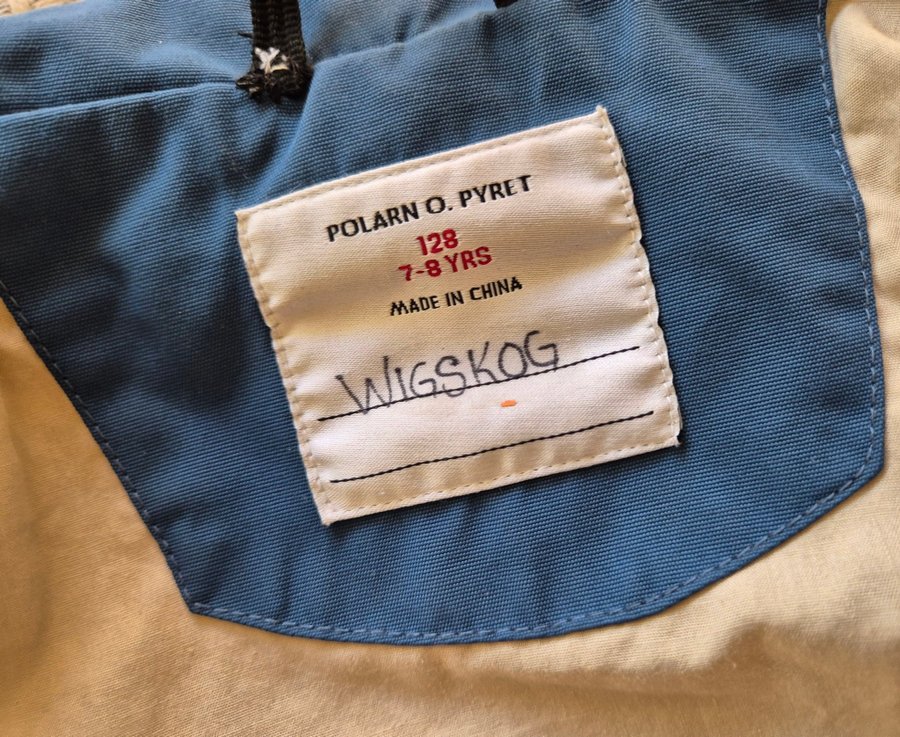 POLARN O. PYRET
128
7-8 YRS
MADE IN CHINA
WIGSKOG